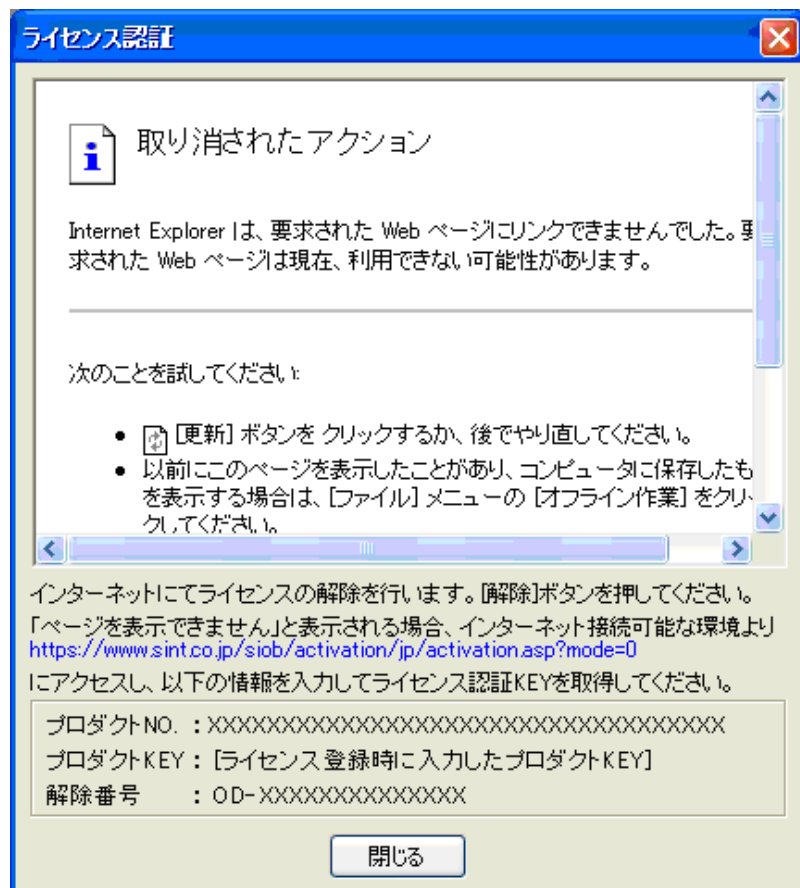 ライセンス認証
取り消されたアクション
Internet Explorer は、要求された Web ページにリンクできませんでした。要
求された Web ページは現在、利用できない可能性があります。
次のことを試してください:
• [更新] ボタンを クリックするか、後でやり直してください。
• 以前にこのページを表示したことがあり、コンピュータに保存したも
を表示する場合は、[ファイル] メニューの [オフライン作業] をクリッ
クしてください。
インターネットにてライセンスの解除を行います。[解除]ボタンを押してください。
「ページを表示できません」と表示される場合、インターネット接続可能な環境より
https://www.sint.co.jp/siob/activation/jp/activation.asp?mode=0
にアクセスし、以下の情報を入力してライセンス認証KEYを取得してください。
プロダクトNO. : XXXXXXXXXXXXXXXXXXXXXXXXXXXXXXXXXXX
プロダクトKEY : [ライセンス登録時に入力したプロダクトKEY]
解除番号 : OD-XXXXXXXXXXXXXX
閉じる